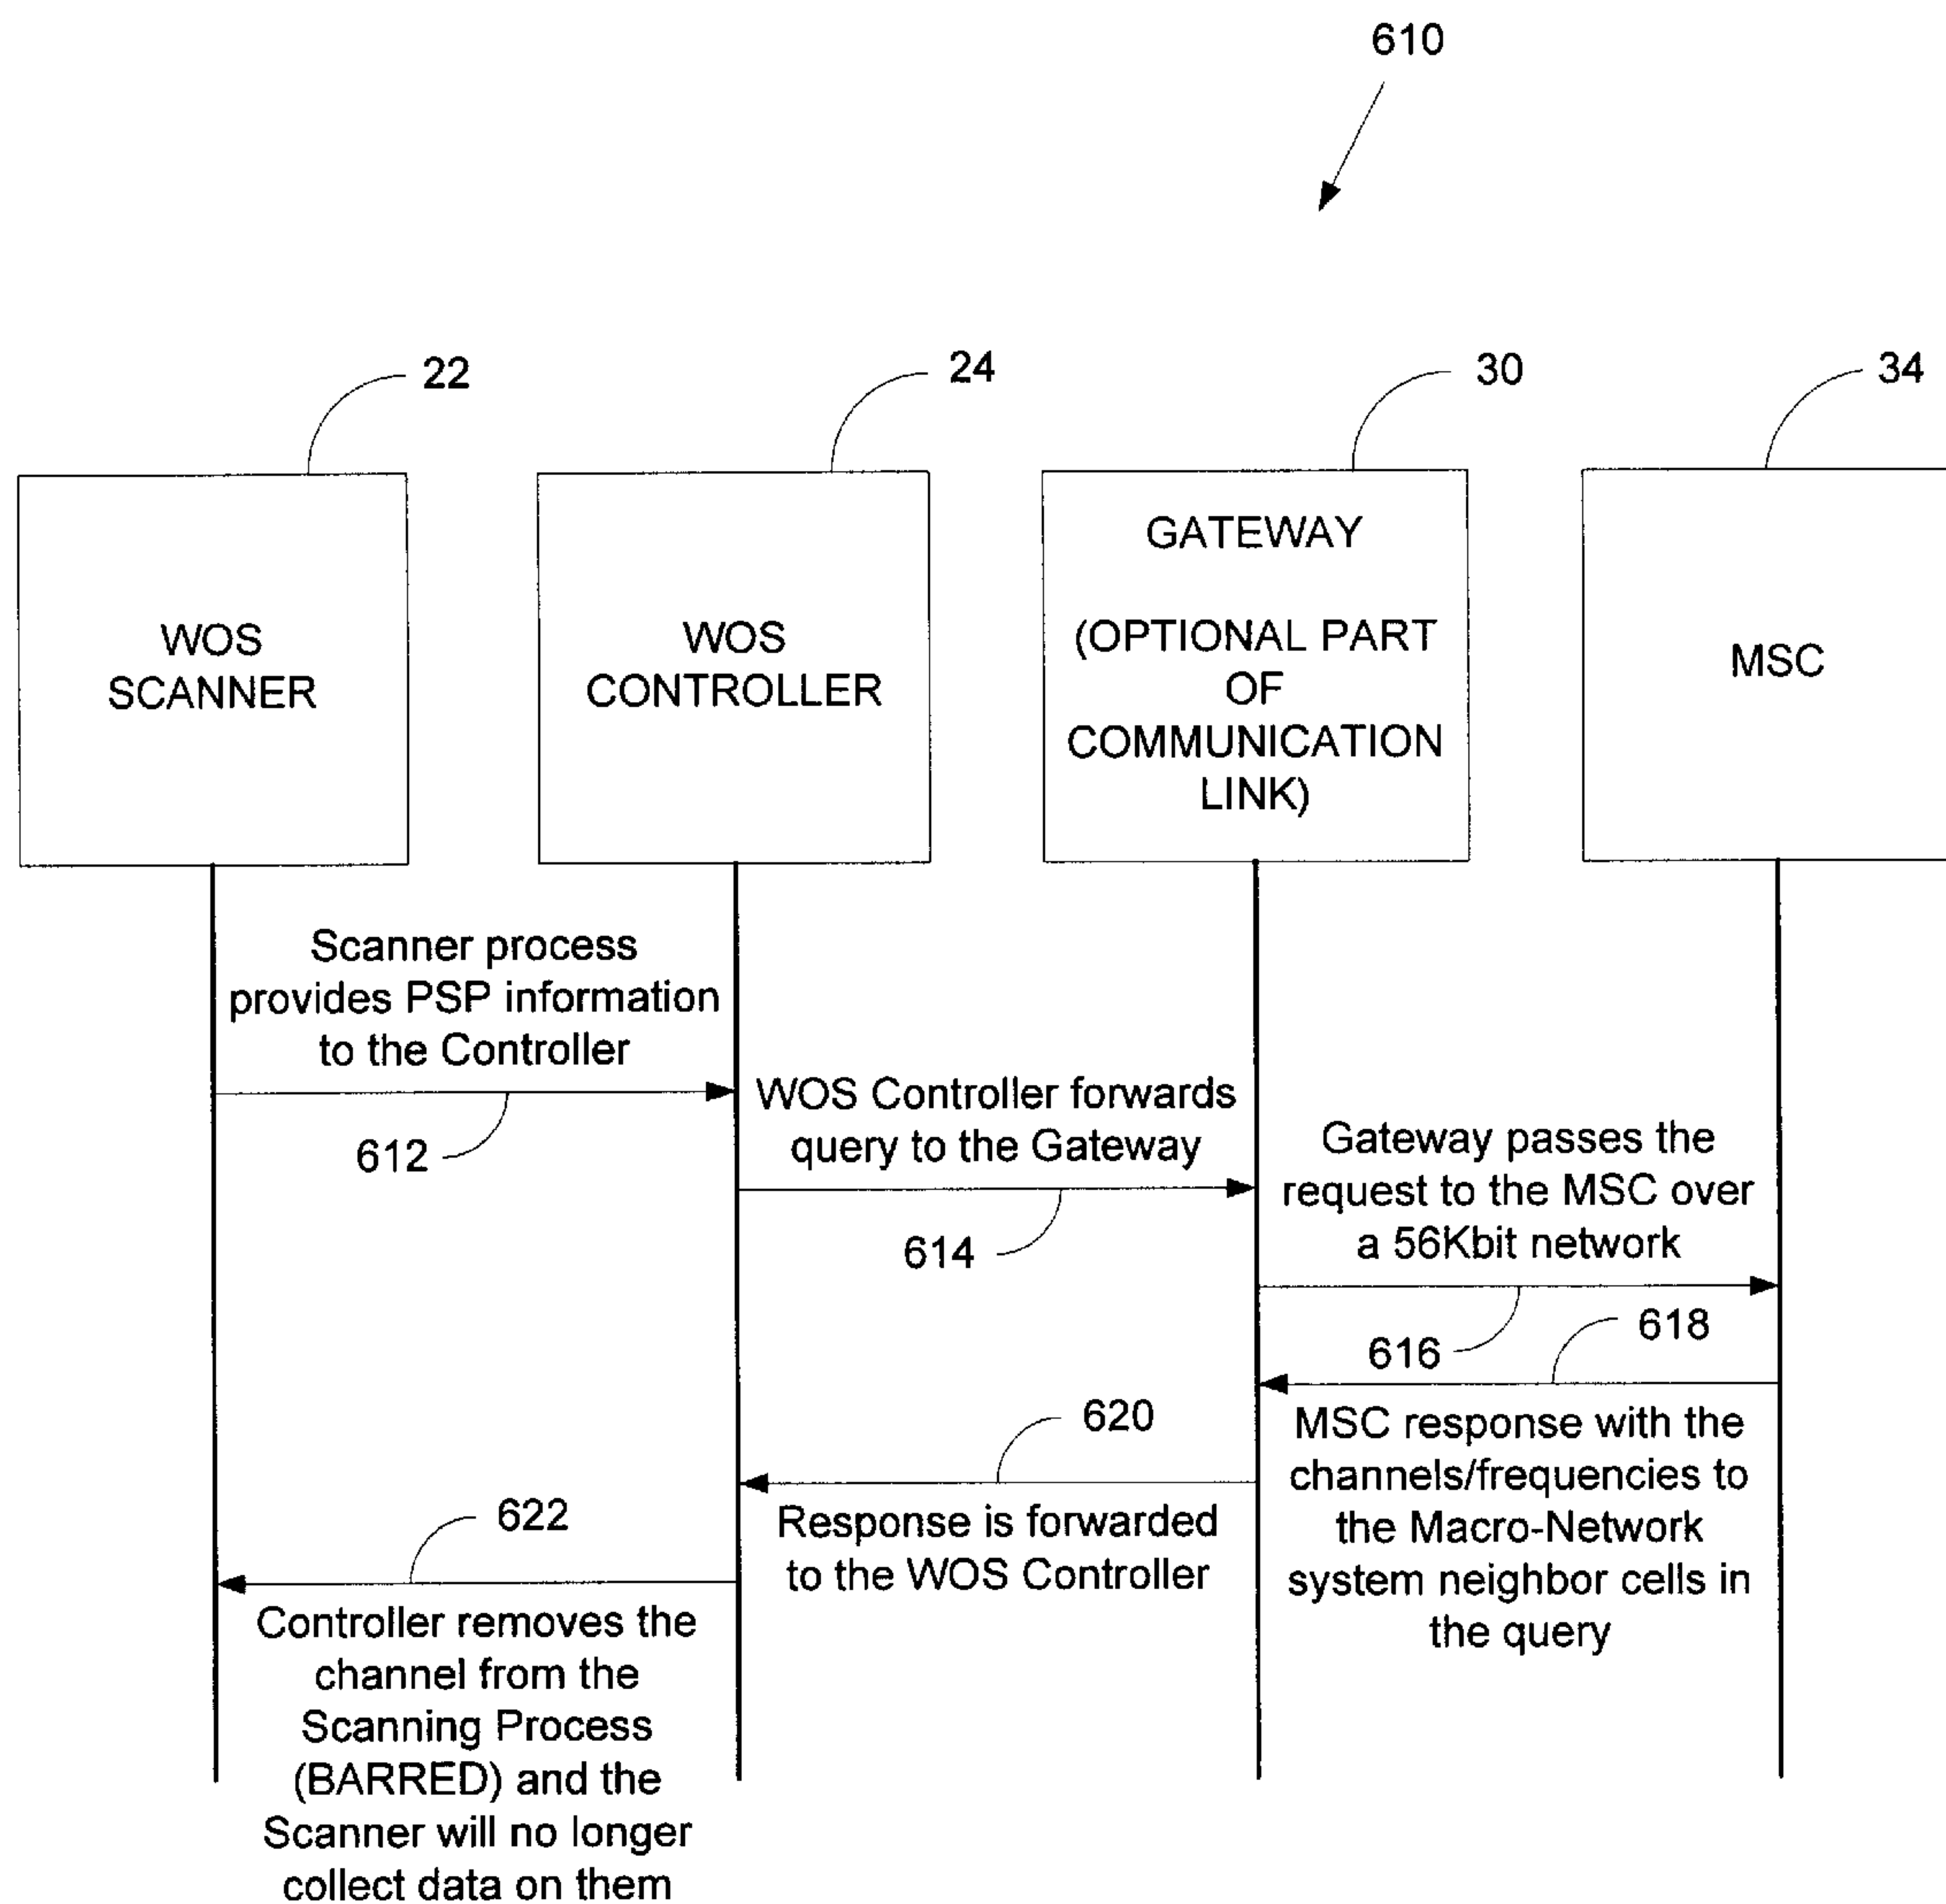 610
22
24
30
34
WOS
SCANNER
WOS
CONTROLLER
GATEWAY
(OPTIONAL PART
OF
COMMUNICATION
LINK)
MSC
Scanner process
provides PSP information
to the Controller
612
WOS Controller forwards
query to the Gateway
614
Gateway passes the
request to the MSC over
a 56Kbit network
616
618
MSC response with the
channels/frequencies to
the Macro-Network
system neighbor cells in
the query
620
Response is forwarded
to the WOS Controller
622
Controller removes the
channel from the
Scanning Process
(BARRED) and the
Scanner will no longer
collect data on them